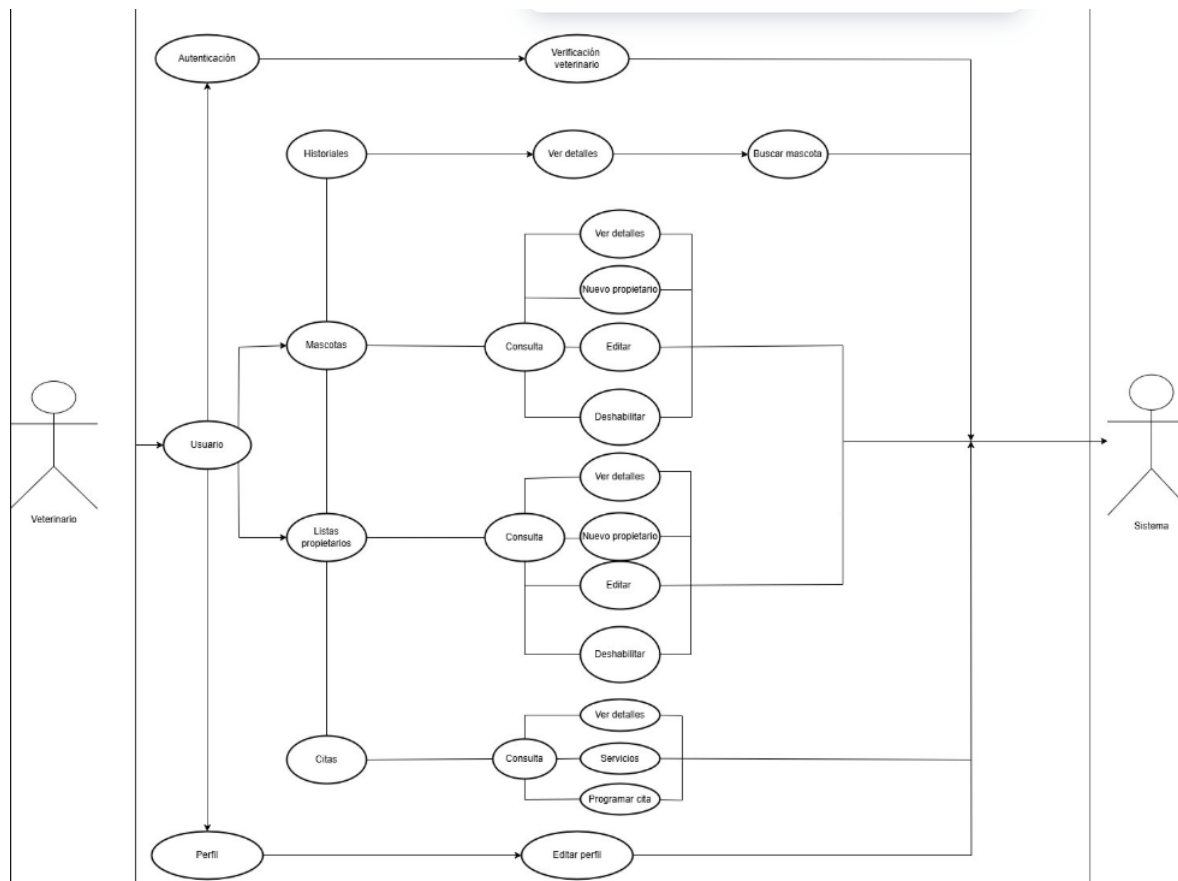 Autenticación
Verificación
veterinario
Historiales
Ver detalles
Buscar mascota
Ver detalles
Nuevo propietario
Mascotas
Consulta
Editar
Deshabilitar
Usuario
Veterinario
Sistema
Ver detalles
Listas
propietarios
Consulta
Nuevo propietario
Editar
Deshabilitar
Ver detalles
Citas
Consulta
Servicios
Programar cita
Perfil
Editar perfil